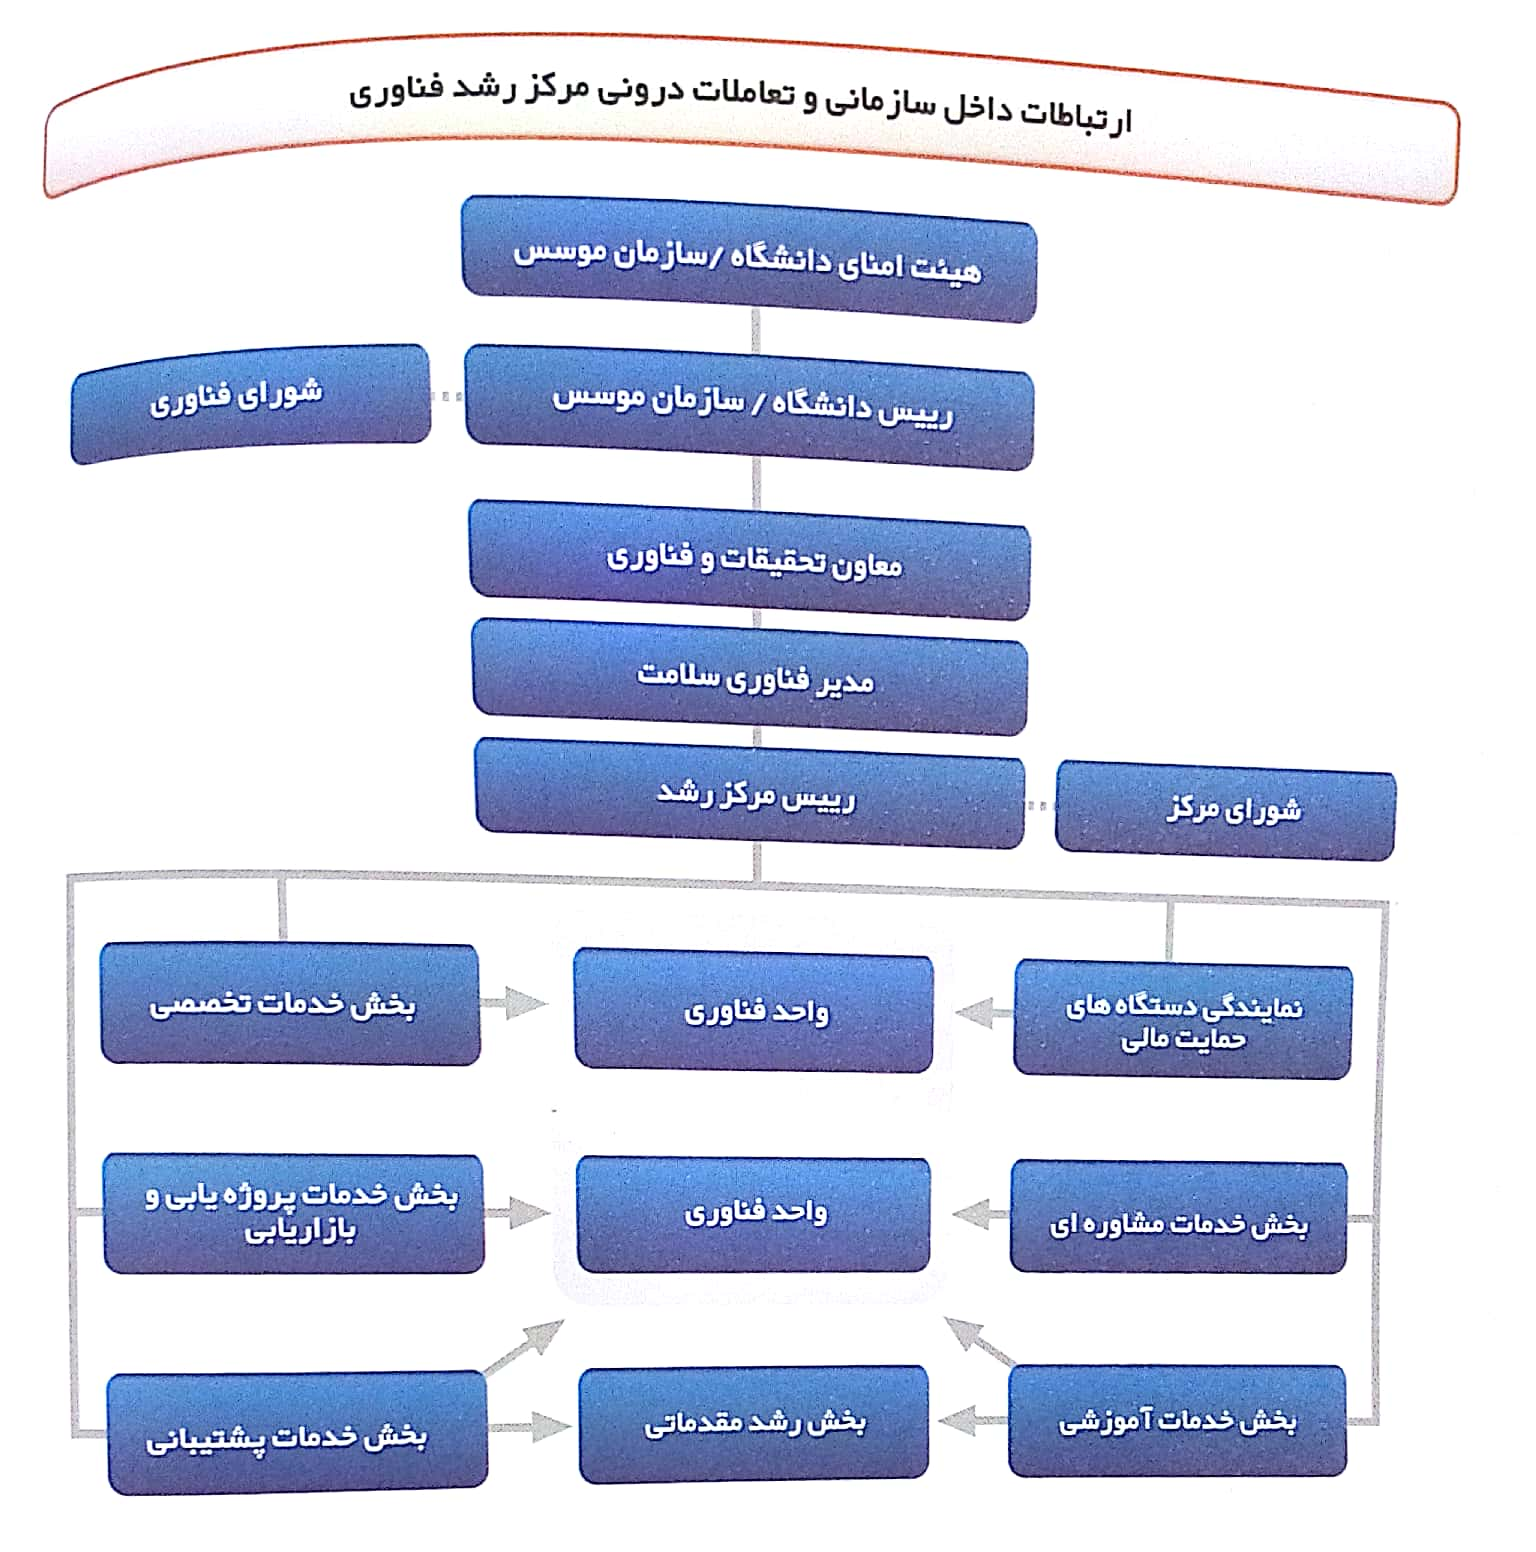 ارتباطات داخل سازمانی و تعاملات درونی مرکز رشد فناوری
هیئت امنای دانشگاه /سازمان موسس
رییس دانشگاه / سازمان موسس
شورای فناوری
معاون تحقیقات و فناوری
مدیر فناوری سلامت
شورای مرکز
رییس مرکز رشد
نمایندگی دستگاه های
حمایت مالی
واحد فناوری
بخش خدمات تخصصی
بخش خدمات مشاوره ای
واحد فناوری
بخش خدمات پروژه یابی و
بازاریابی
بخش خدمات آموزشی
بخش رشد مقدماتی
بخش خدمات پشتیبانی